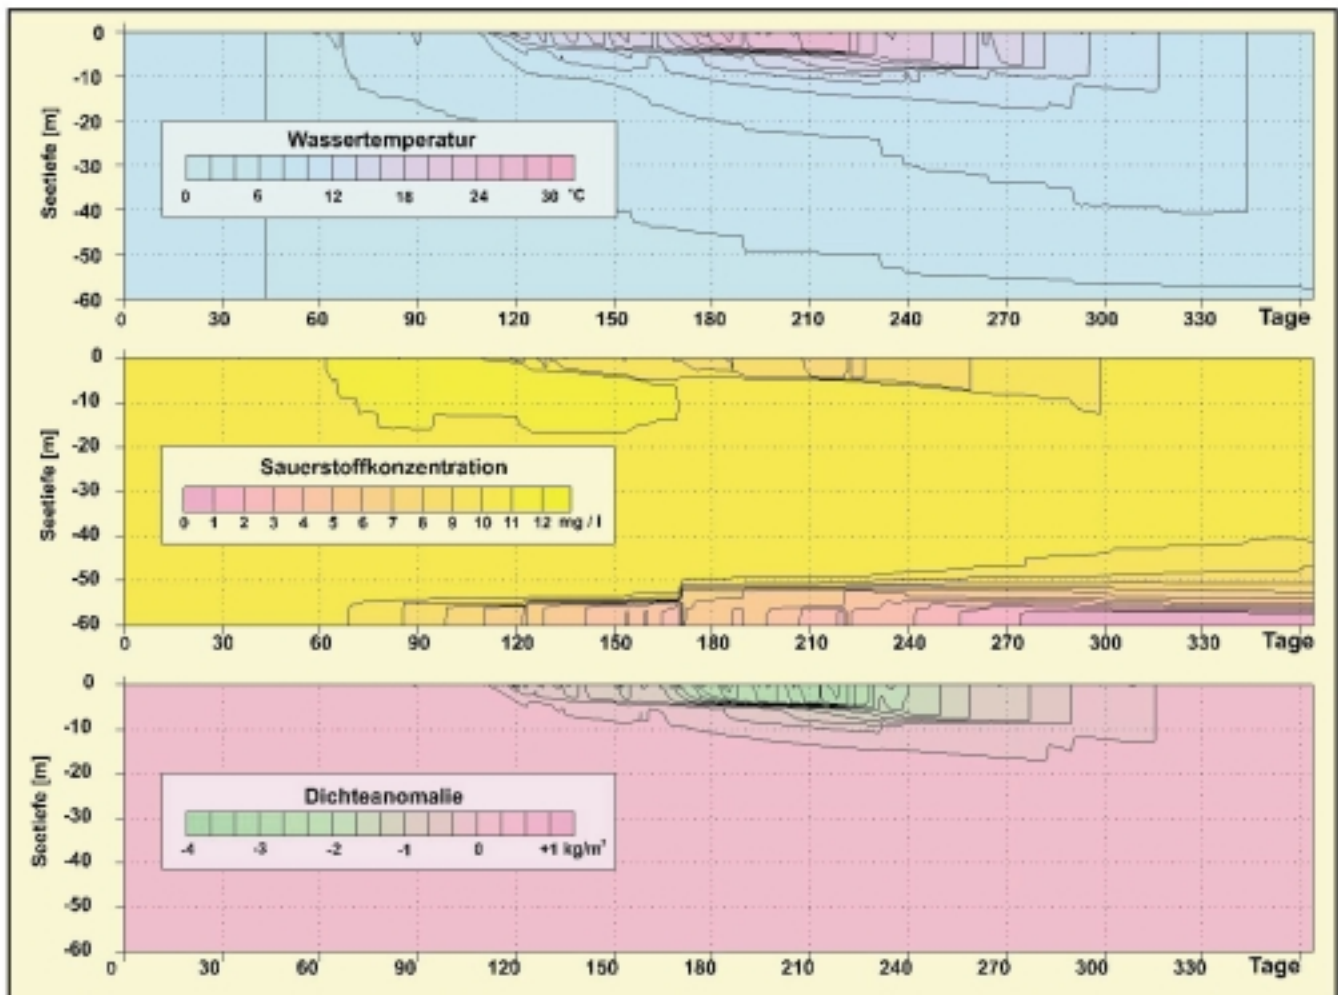 0
-10
-20
-30
-40
-50
-60
Seetiefe [m]
Wassertemperatur
0 6 12 18 24 30 °C
0 30 60 90 120 150 180 210 240 270 300 330 Tage
0
-10
-20
-30
-40
-50
-60
Seetiefe [m]
Sauerstoffkonzentration
0 1 2 3 4 5 6 7 8 9 10 11 12 mg / l
0 30 60 90 120 150 180 210 240 270 300 330 Tage
0
-10
-20
-30
-40
-50
-60
Seetiefe [m]
Dichteanomalie
-4 -3 -2 -1 0 +1 kg/m³
0 30 60 90 120 150 180 210 240 270 300 330 Tage